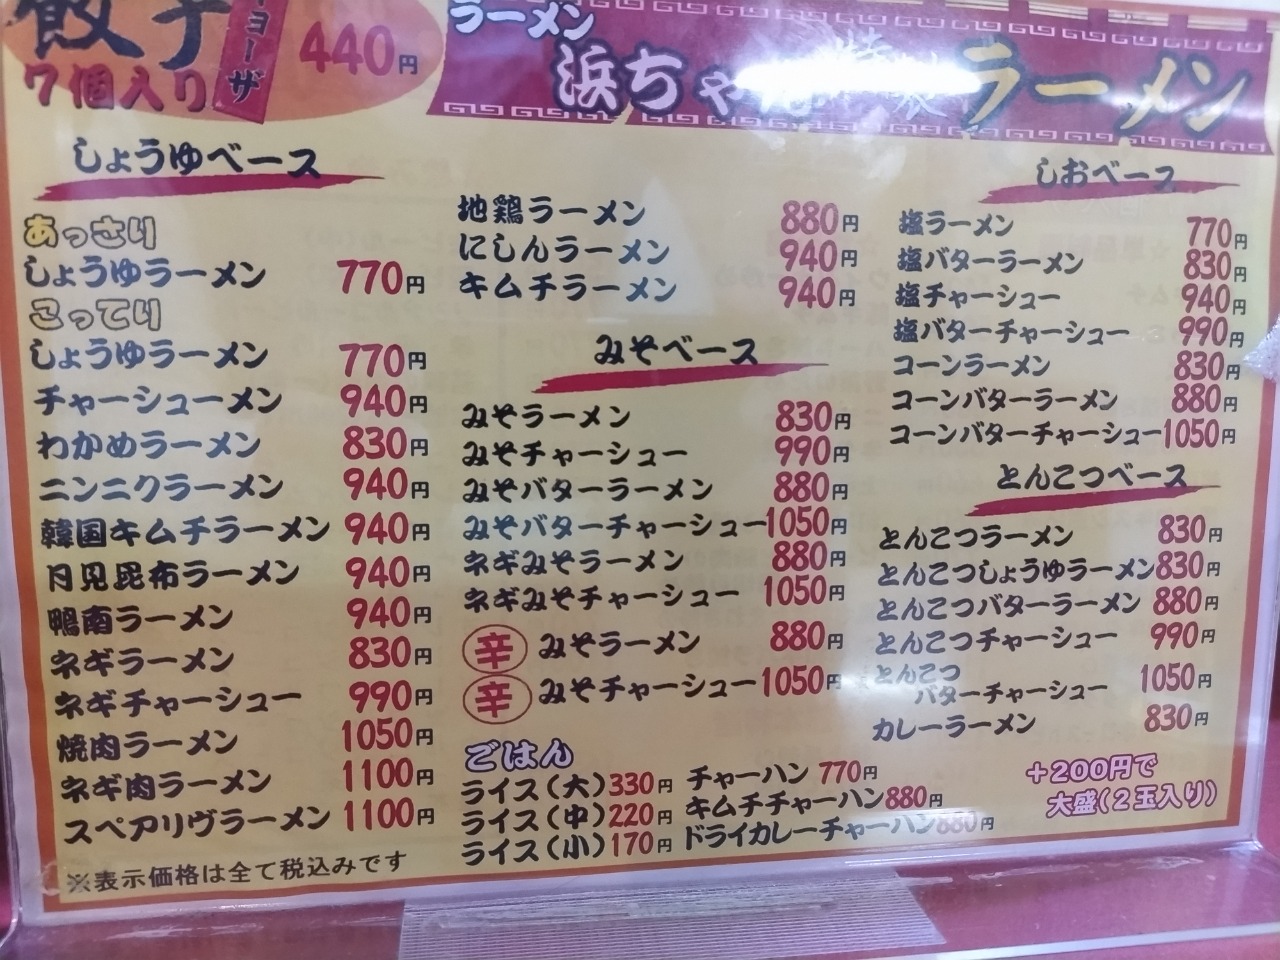 餃子 ギョーザ
7個入り 440円
ラーメン
浜ちゃん 特製 ラーメン
しょうゆベース
あっさり
しょうゆラーメン 770円
こってり
しょうゆラーメン 770円
チャーシューメン 940円
わかめラーメン 830円
ニンニクラーメン 940円
韓国キムチラーメン 940円
月見昆布ラーメン 940円
鴨南ラーメン 940円
ネギラーメン 830円
ネギチャーシュー 990円
焼肉ラーメン 1050円
ネギ肉ラーメン 1100円
スペアリヴラーメン 1100円
※表示価格は全て税込みです
地鶏ラーメン 880円
にしんラーメン 940円
キムチラーメン 940円
みそベース
みそラーメン 830円
みそチャーシュー 990円
みそバターラーメン 880円
みそバターチャーシュー 1050円
ネギみそラーメン 880円
ネギみそチャーシュー 1050円
辛 みそラーメン 880円
辛 みそチャーシュー 1050円
ごはん
ライス(大) 330円
ライス(中) 220円
ライス(小) 170円
チャーハン 770円
キムチチャーハン 880円
ドライカレーチャーハン 880円
しおベース
塩ラーメン 770円
塩バターラーメン 830円
塩チャーシュー 940円
塩バターチャーシュー 990円
コーンラーメン 830円
コーンバターラーメン 880円
コーンバターチャーシュー 1050円
とんこつベース
とんこつラーメン 830円
とんこつしょうゆラーメン 830円
とんこつバターラーメン 880円
とんこつチャーシュー 990円
とんこつ
バターチャーシュー 1050円
カレーラーメン 830円
+200円で
大盛(2玉入り)